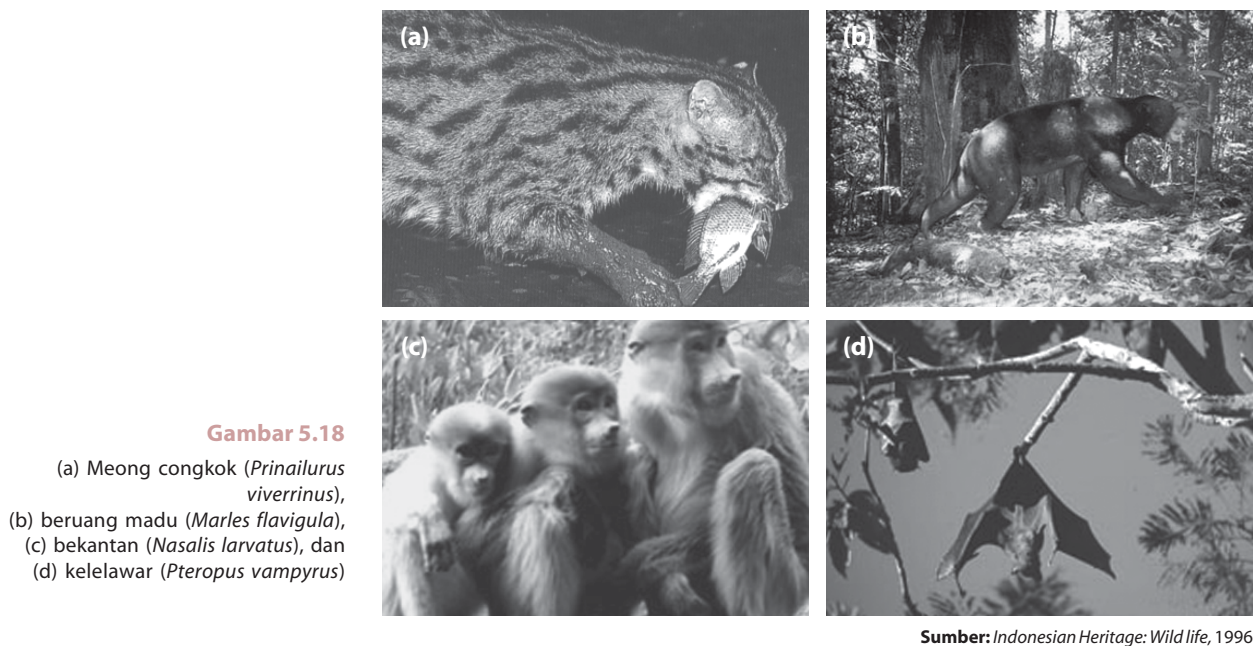 (a)
(b)
(c)
(d)
Gambar 5.18
(a) Meong congkok (Prinailurus
viverrinus),
(b) beruang madu (Marles flavigula),
(c) bekantan (Nasalis larvatus), dan
(d) kelelawar (Pteropus vampyrus)
Sumber: Indonesian Heritage: Wild life, 1996